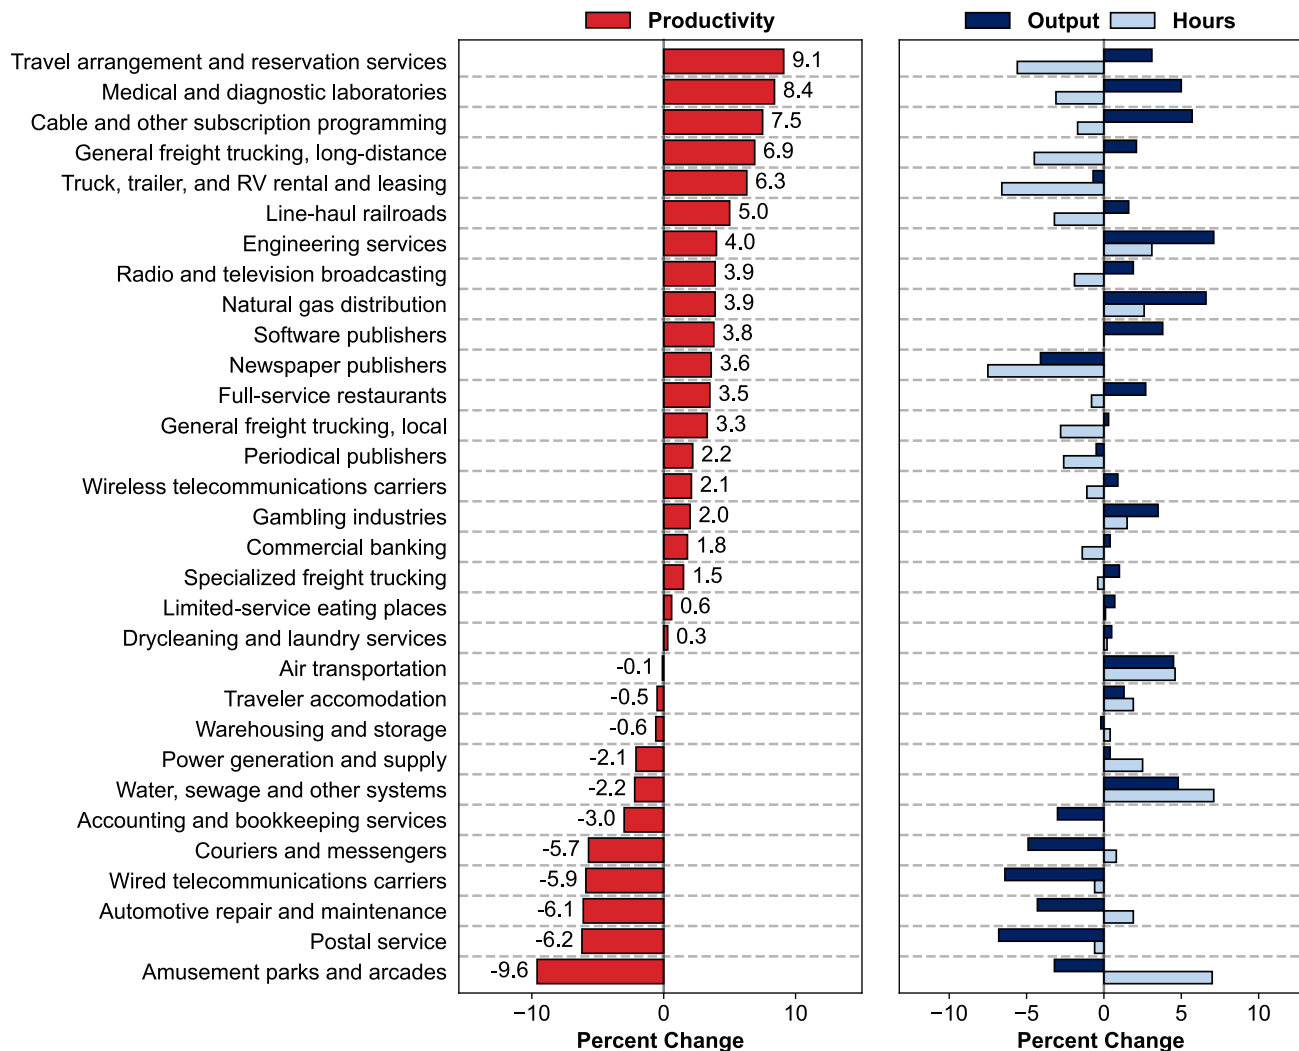 Productivity
Output Hours
Travel arrangement and reservation services 9.1
Medical and diagnostic laboratories 8.4
Cable and other subscription programming 7.5
General freight trucking, long-distance 6.9
Truck, trailer, and RV rental and leasing 6.3
Line-haul railroads 5.0
Engineering services 4.0
Radio and television broadcasting 3.9
Natural gas distribution 3.9
Software publishers 3.8
Newspaper publishers 3.6
Full-service restaurants 3.5
General freight trucking, local 3.3
Periodical publishers 2.2
Wireless telecommunications carriers 2.1
Gambling industries 2.0
Commercial banking 1.8
Specialized freight trucking 1.5
Limited-service eating places 0.6
Drycleaning and laundry services 0.3
Air transportation -0.1
Traveler accomodation -0.5
Warehousing and storage -0.6
Power generation and supply -2.1
Water, sewage and other systems -2.2
Accounting and bookkeeping services -3.0
Couriers and messengers -5.7
Wired telecommunications carriers -5.9
Automotive repair and maintenance -6.1
Postal service -6.2
Amusement parks and arcades -9.6
−10 0 10
−10 −5 0 5 10
Percent Change
Percent Change